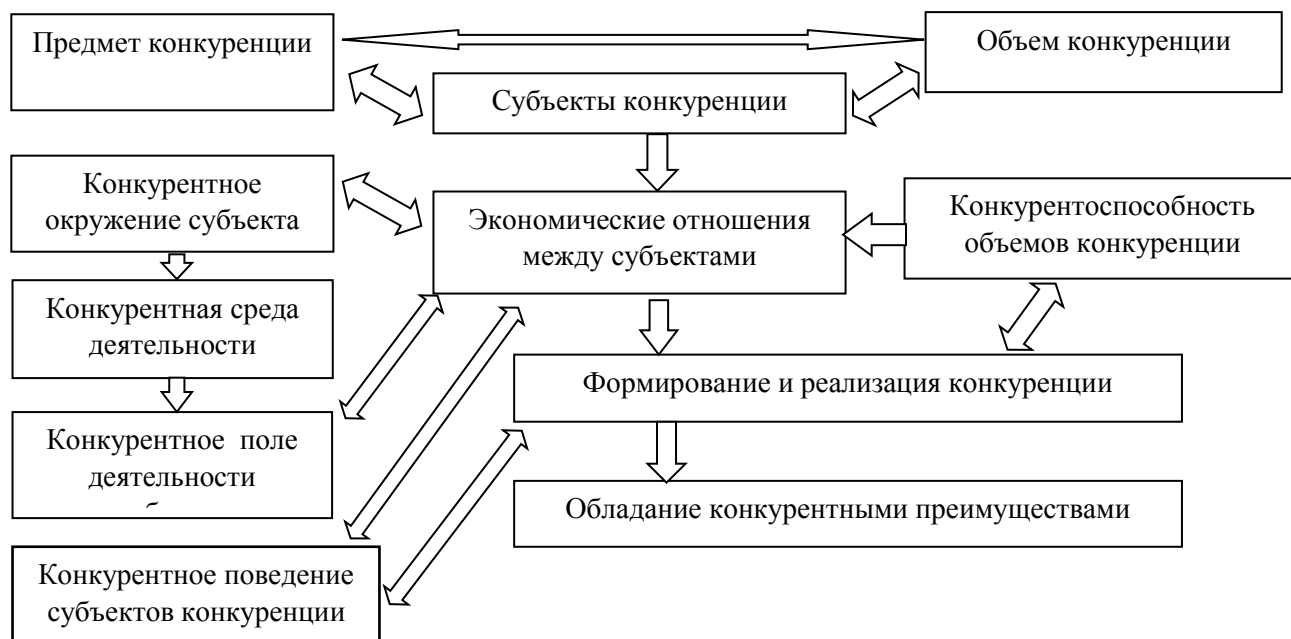 Предмет конкуренции
Объем конкуренции
Субъекты конкуренции
Конкурентное
окружение субъекта
Экономические отношения
между субъектами
Конкурентоспособность
объемов конкуренции
Конкурентная среда
деятельности
Формирование и реализация конкуренции
Конкурентное поле
деятельности
Обладание конкурентными преимуществами
Конкурентное поведение
субъектов конкуренции